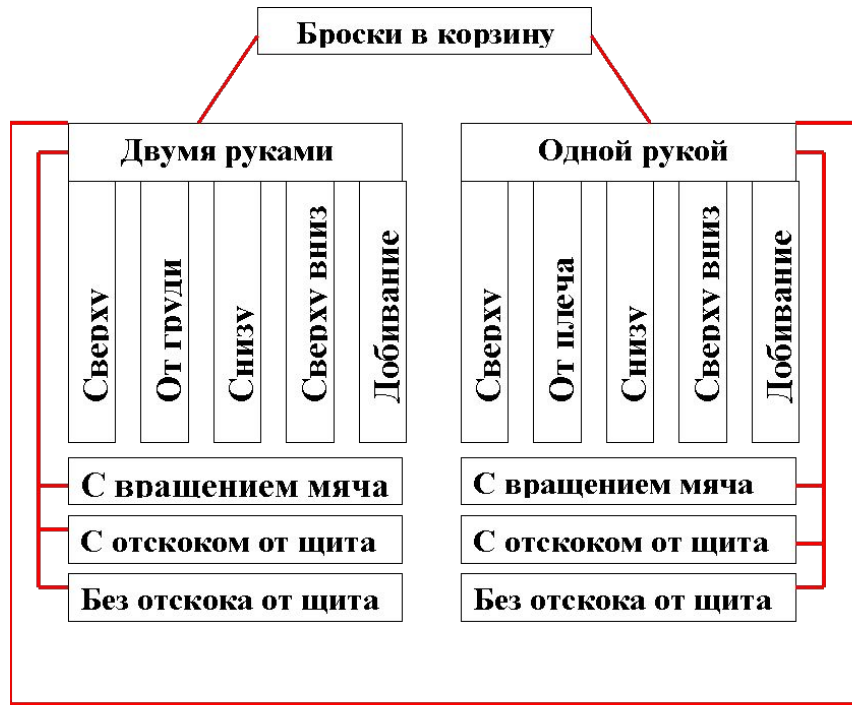 Броски в корзину
Двумя руками
Сверху
От груди
Снизу
Сверху вниз
Добивание
С вращением мяча
С отскоком от щита
Без отскока от щита
Одной рукой
Сверху
От плеча
Снизу
Сверху вниз
Добивание
С вращением мяча
С отскоком от щита
Без отскока от щита